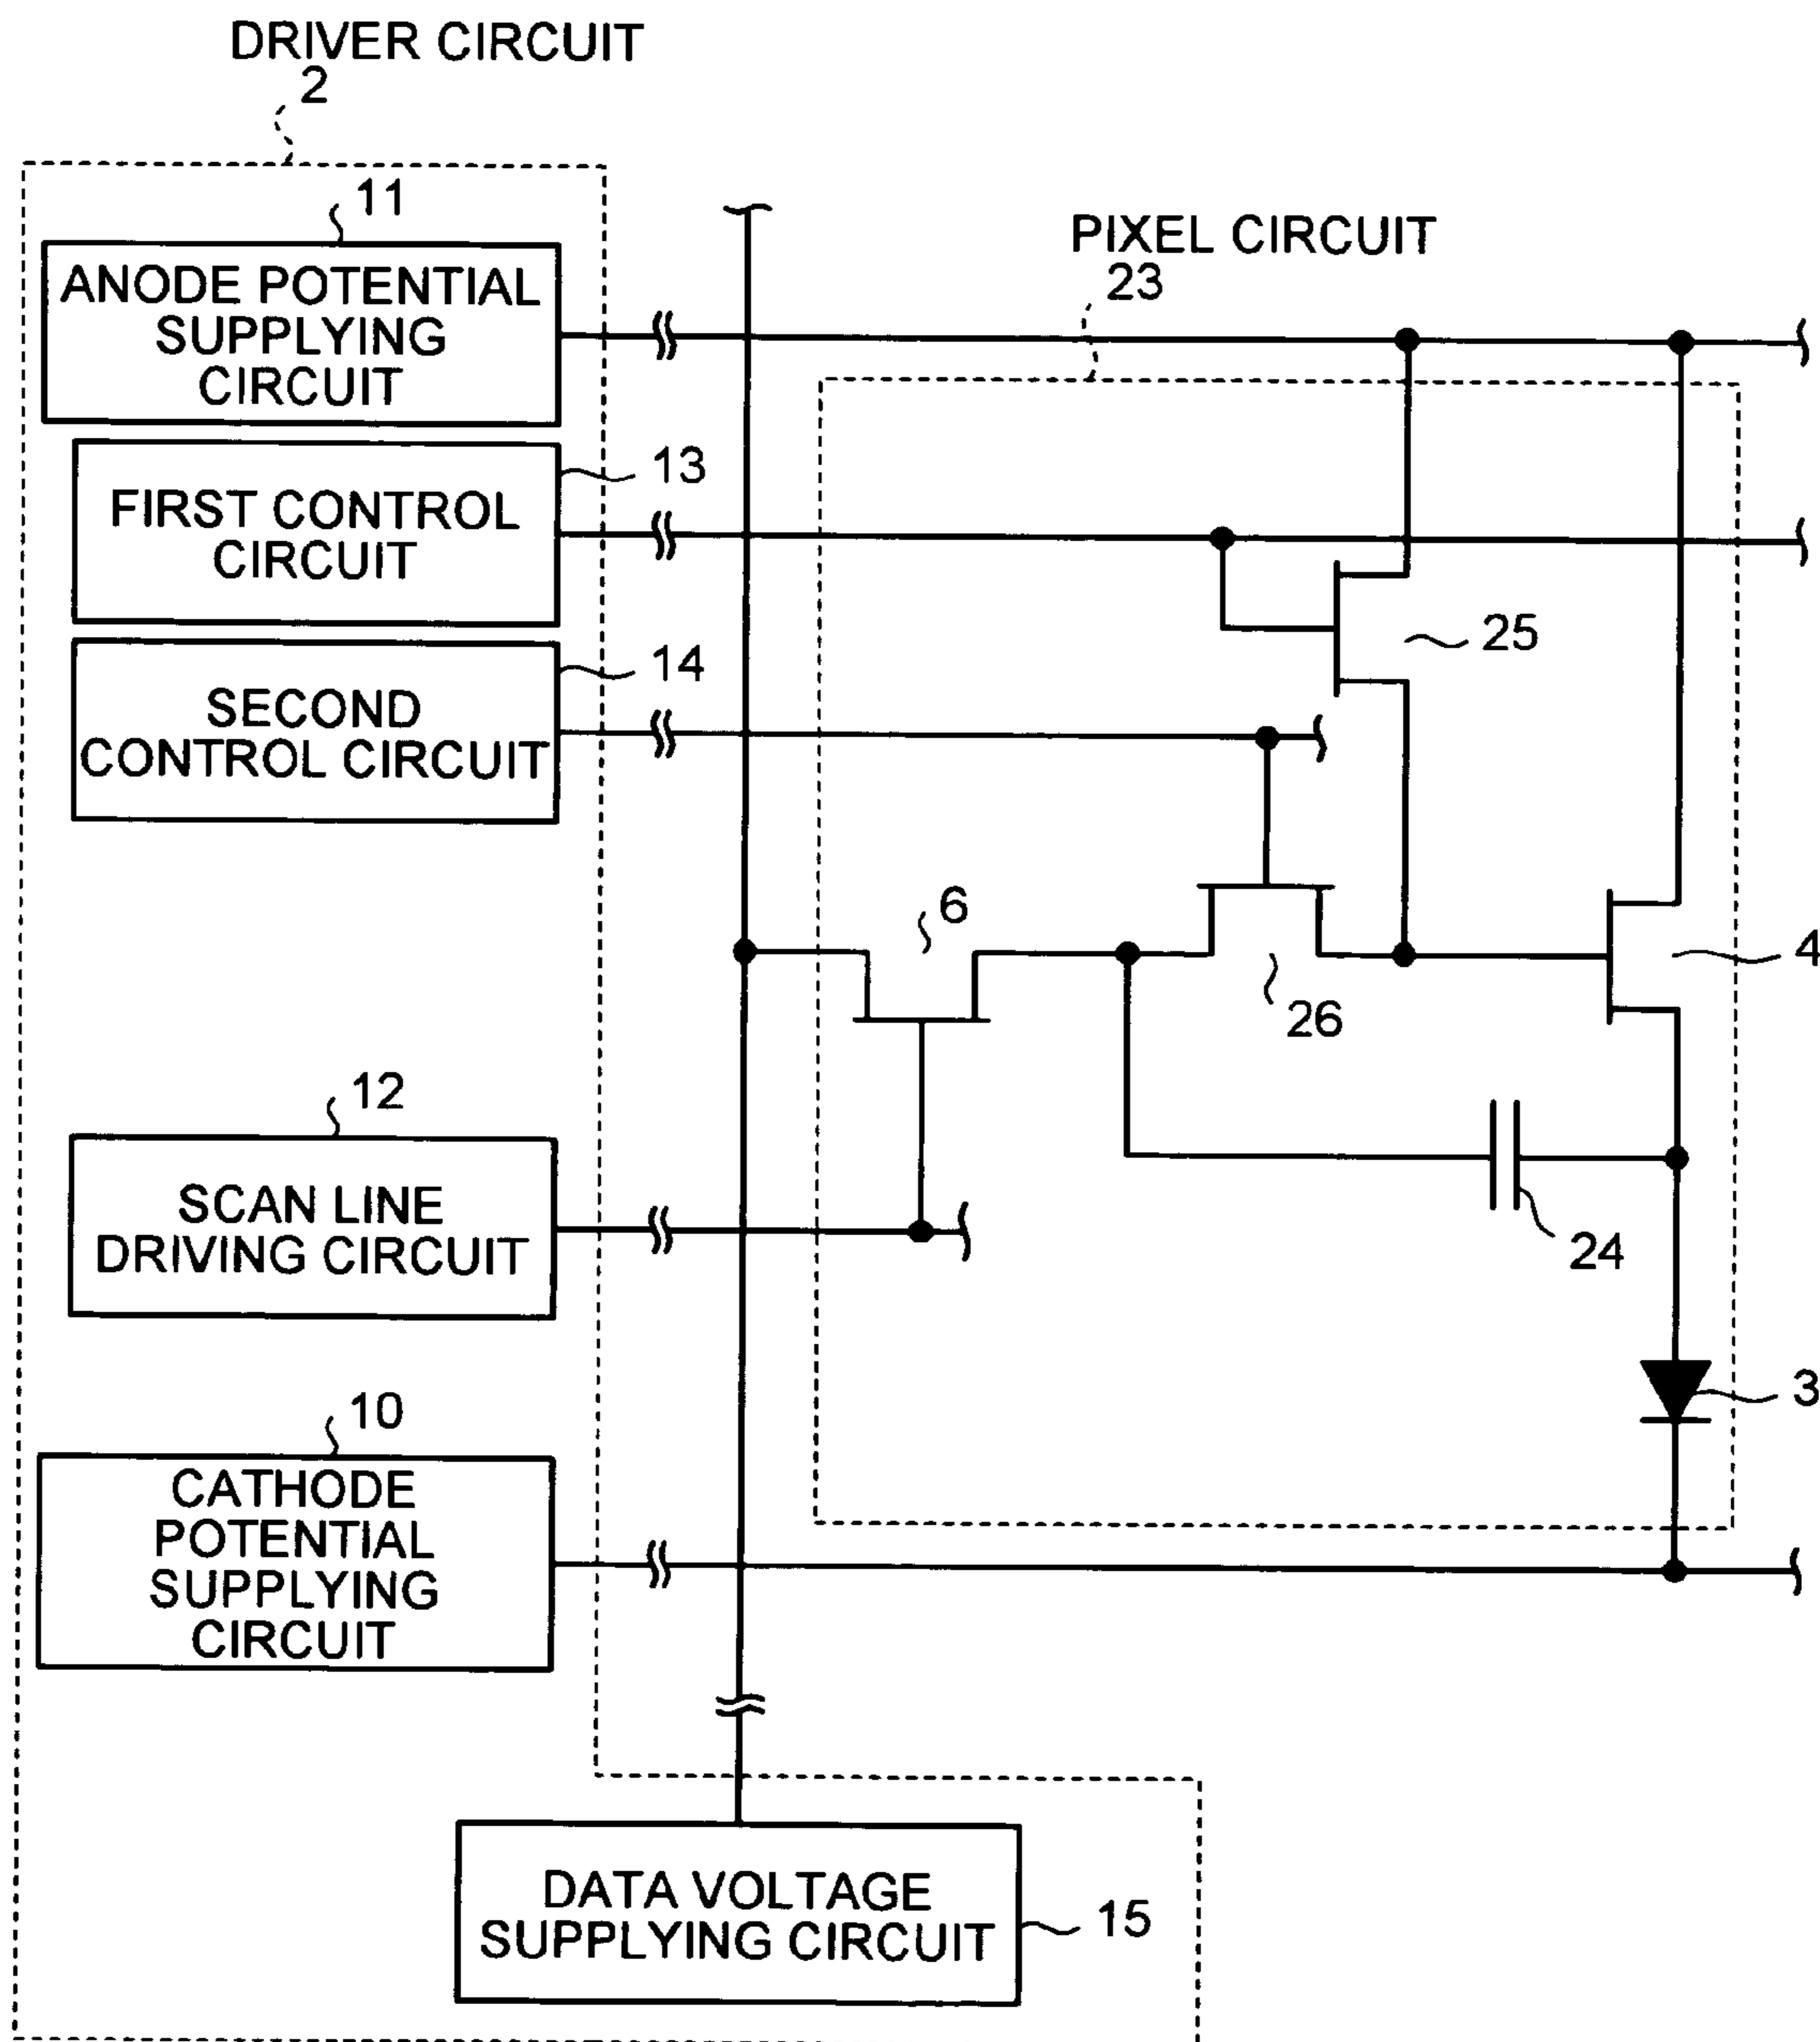 DRIVER CIRCUIT
2
11
ANODE POTENTIAL
SUPPLYING
CIRCUIT
PIXEL CIRCUIT
23
13
FIRST CONTROL
CIRCUIT
25
14
SECOND
CONTROL CIRCUIT
6
4
26
12
SCAN LINE
DRIVING CIRCUIT
24
3
10
CATHODE
POTENTIAL
SUPPLYING
CIRCUIT
DATA VOLTAGE
SUPPLYING CIRCUIT
15